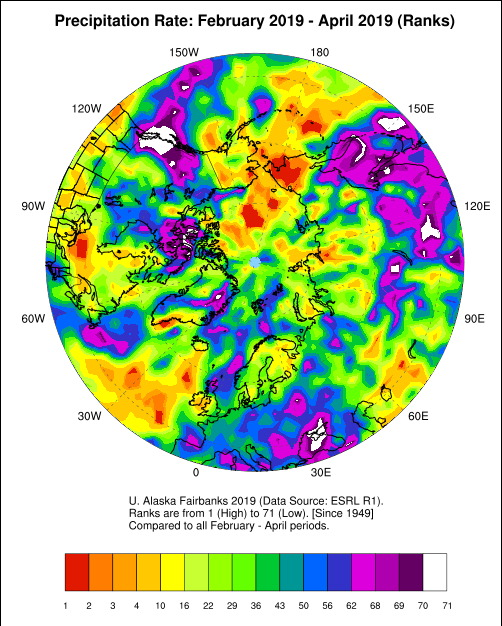 Precipitation Rate: February 2019 - April 2019 (Ranks)
150W 180
120W 150E
90W 120E
60W 90E
30W 60E
0 30E
U. Alaska Fairbanks 2019 (Data Source: ESRL R1).
Ranks are from 1 (High) to 71 (Low). [Since 1949]
Compared to all February - April periods.
1 2 3 4 10 16 22 29 36 43 50 56 62 68 69 70 71